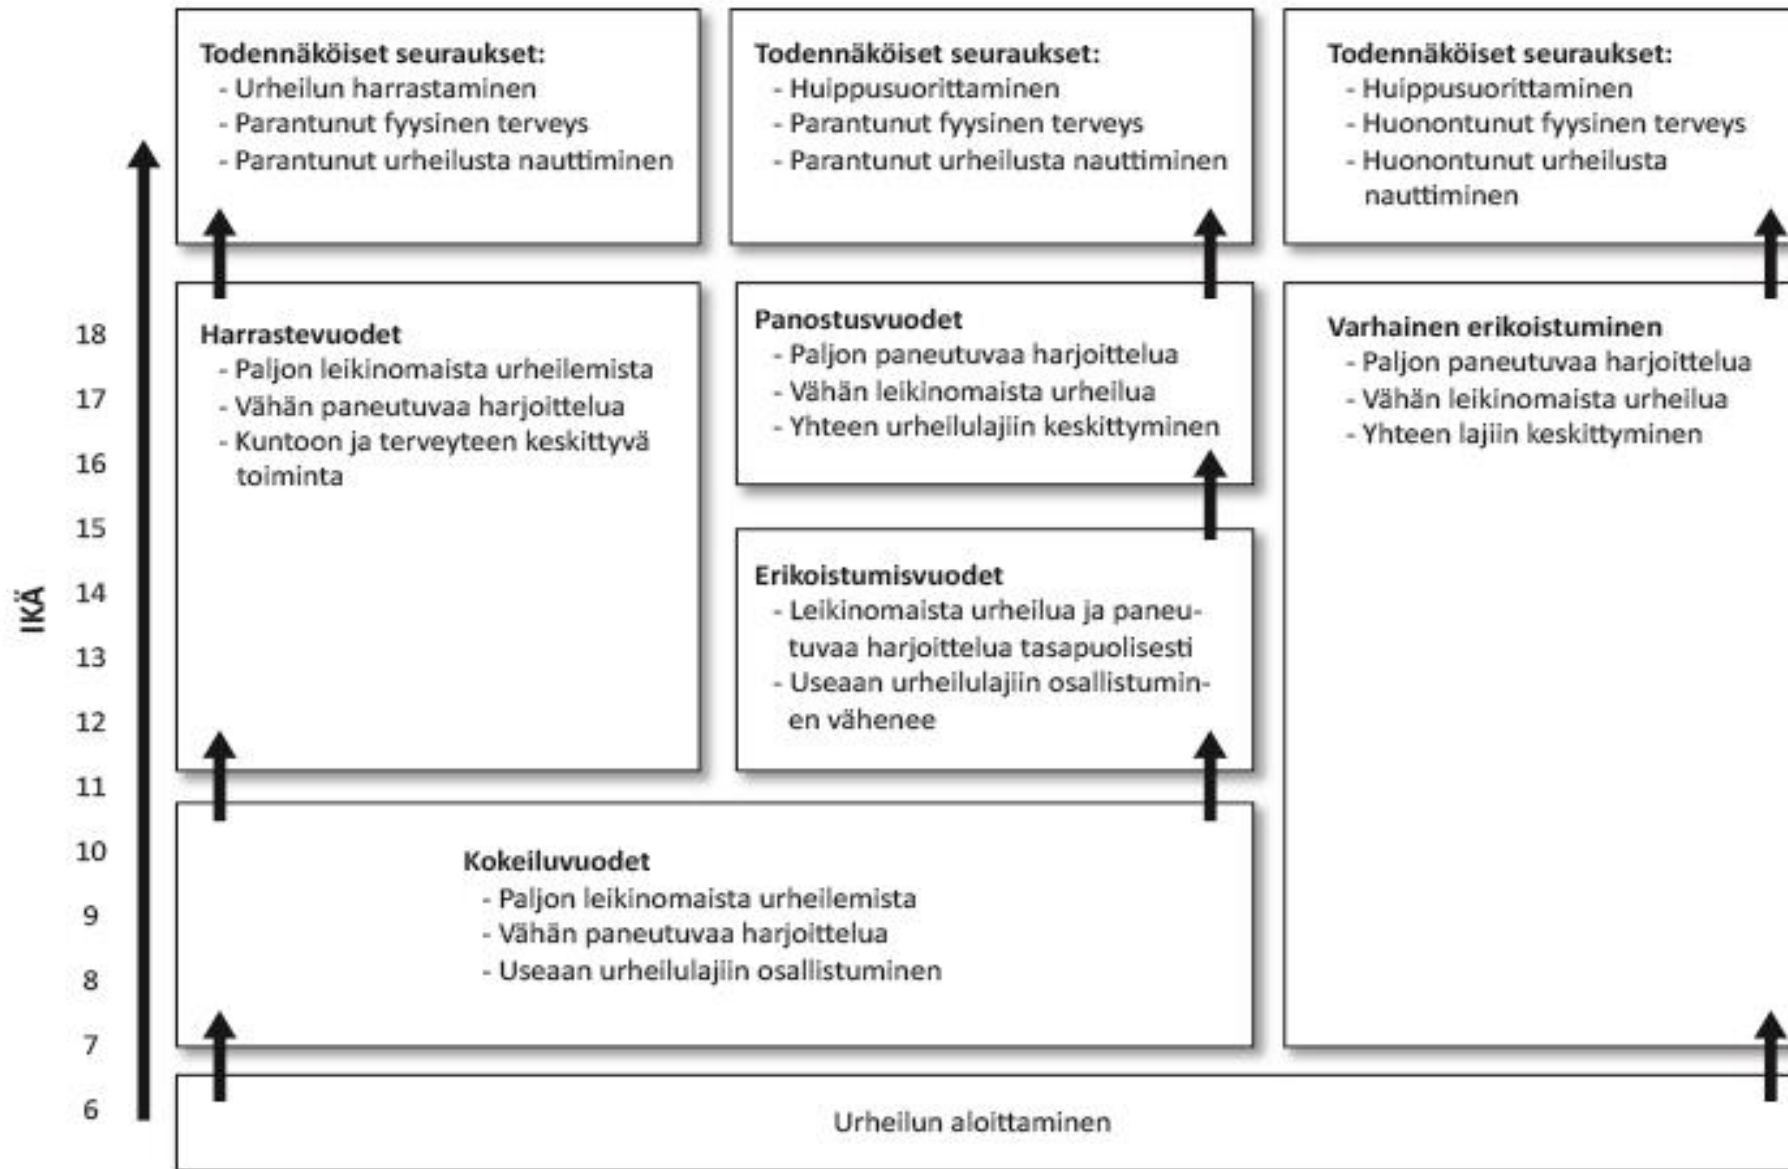 Todennäköiset seuraukset:
- Urheilun harrastaminen
- Parantunut fyysinen terveys
- Parantunut urheilusta nauttiminen
Todennäköiset seuraukset:
- Huippusuorittaminen
- Parantunut fyysinen terveys
- Parantunut urheilusta nauttiminen
Todennäköiset seuraukset:
- Huippusuorittaminen
- Huonontunut fyysinen terveys
- Huonontunut urheilusta
nauttiminen
Harrastevuodet
- Paljon leikinomaista urheilemista
- Vähän paneutuvaa harjoittelua
- Kuntoon ja terveyteen keskittyvä
toiminta
Panostusvuodet
- Paljon paneutuvaa harjoittelua
- Vähän leikinomaista urheilua
- Yhteen urheilulajiin keskittyminen
Varhainen erikoistuminen
- Paljon paneutuvaa harjoittelua
- Vähän leikinomaista urheilua
- Yhteen lajiin keskittyminen
Erikoistumisvuodet
- Leikinomaista urheilua ja paneu-
tuvaa harjoittelua tasapuolisesti
- Useaan urheilulajiin osallistumin-
en vähenee
Kokeiluvuodet
- Paljon leikinomaista urheilemista
- Vähän paneutuvaa harjoittelua
- Useaan urheilulajiin osallistuminen
Urheilun aloittaminen
IKÄ
18
17
16
15
14
13
12
11
10
9
8
7
6